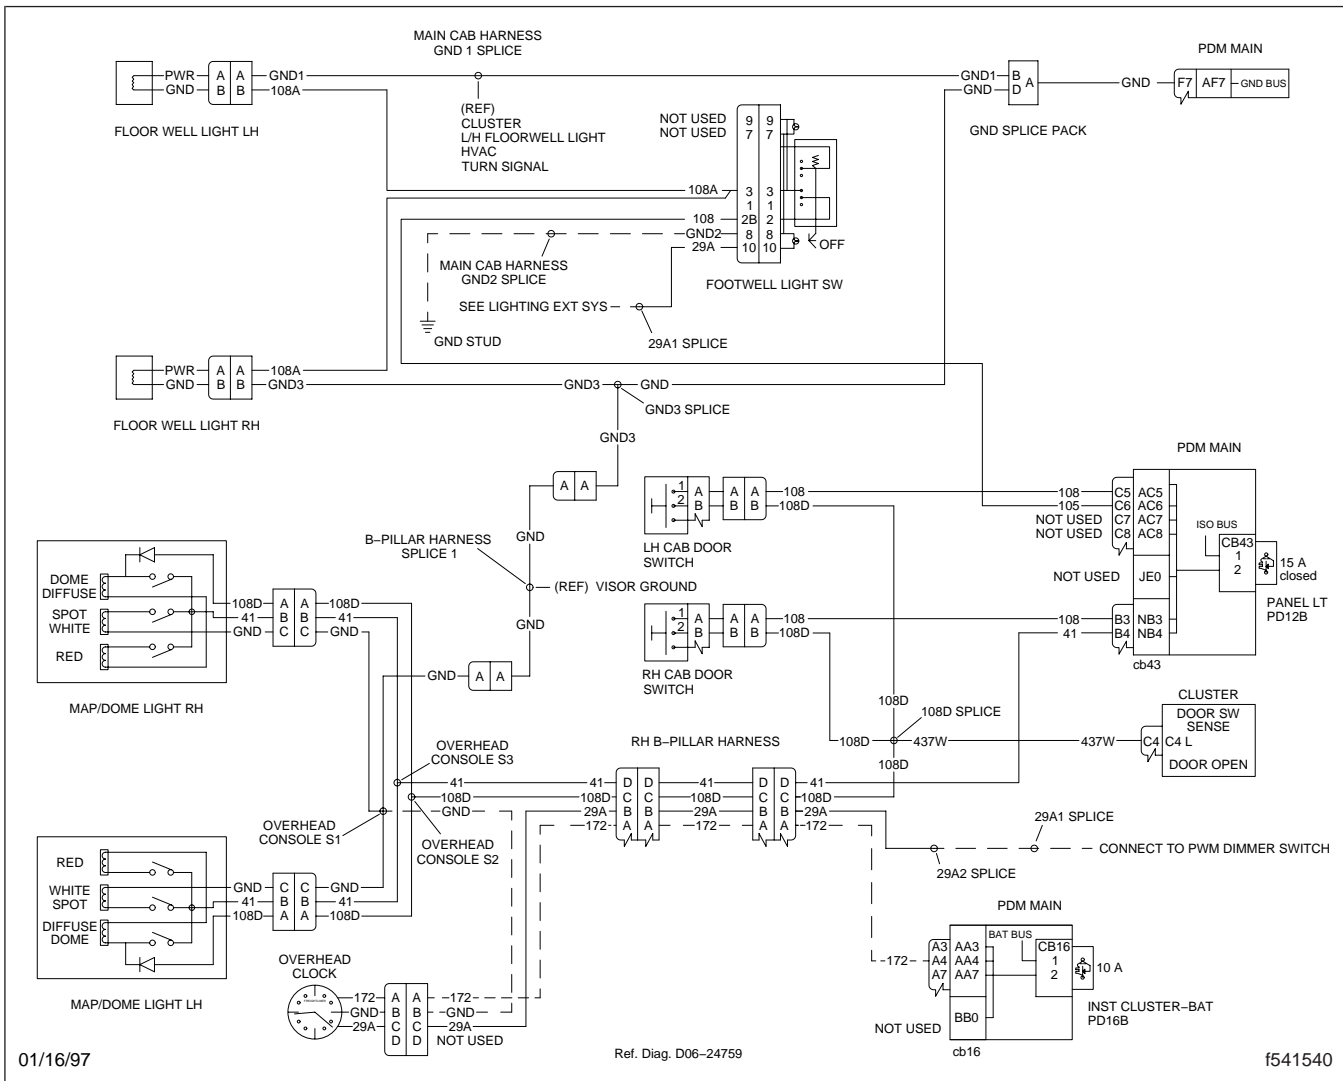 MAIN CAB HARNESS
GND 1 SPLICE
PDM MAIN
PWR A A GND1
GND B B 108A
GND1 B
GND D
A
GND
F7 AF7 GND BUS
FLOOR WELL LIGHT LH
(REF)
CLUSTER
L/H FLOORWELL LIGHT
HVAC
TURN SIGNAL
NOT USED 9 9
NOT USED 7 7
GND SPLICE PACK
108A 3 3
1 1
108 2B 2
GND2 8 8
29A 10 10
OFF
MAIN CAB HARNESS
GND2 SPLICE
FOOTWELL LIGHT SW
SEE LIGHTING EXT SYS
GND STUD
29A1 SPLICE
PWR A A 108A
GND B B GND3
GND3
GND
GND3 SPLICE
FLOOR WELL LIGHT RH
GND3
PDM MAIN
A A
1 A A A 108
2 B B B 108D
108 C5 AC5
105 C6 AC6
NOT USED C7 AC7
NOT USED C8 AC8
ISO BUS
CB43
1
2
15 A
closed
GND
B–PILLAR HARNESS
SPLICE 1
LH CAB DOOR
SWITCH
NOT USED
JE0
(REF) VISOR GROUND
PANEL LT
PD12B
DOME
DIFFUSE
SPOT
WHITE
RED
108D A A 108D
41 B B 41
GND C C GND
GND
1 A A A 108
2 B B B 108D
108 B3 NB3
41 B4 NB4
cb43
GND A A
RH CAB DOOR
SWITCH
MAP/DOME LIGHT RH
108D
108D SPLICE
CLUSTER
DOOR SW
SENSE
C4 C4 L
DOOR OPEN
108D
437W
437W
108D
OVERHEAD
CONSOLE S3
RH B–PILLAR HARNESS
41
108D
GND
41 D D 41 D D 41
108D C C 108D C C 108D
29A B B 29A B B 29A
172 A A 172 A A 172
OVERHEAD
CONSOLE S1
OVERHEAD
CONSOLE S2
29A1 SPLICE
CONNECT TO PWM DIMMER SWITCH
29A2 SPLICE
RED
WHITE
SPOT
DIFFUSE
DOME
GND C C GND
41 B B 41
108D A A 108D
MAP/DOME LIGHT LH
PDM MAIN
A3 AA3
172 A4 AA4
A7 AA7
BAT BUS
CB16
1
2
10 A
OVERHEAD
CLOCK
172 A A 172
GND B B GND
29A C C 29A
D D NOT USED
NOT USED
BB0
INST CLUSTER–BAT
PD16B
cb16
01/16/97
Ref. Diag. D06–24759
f541540